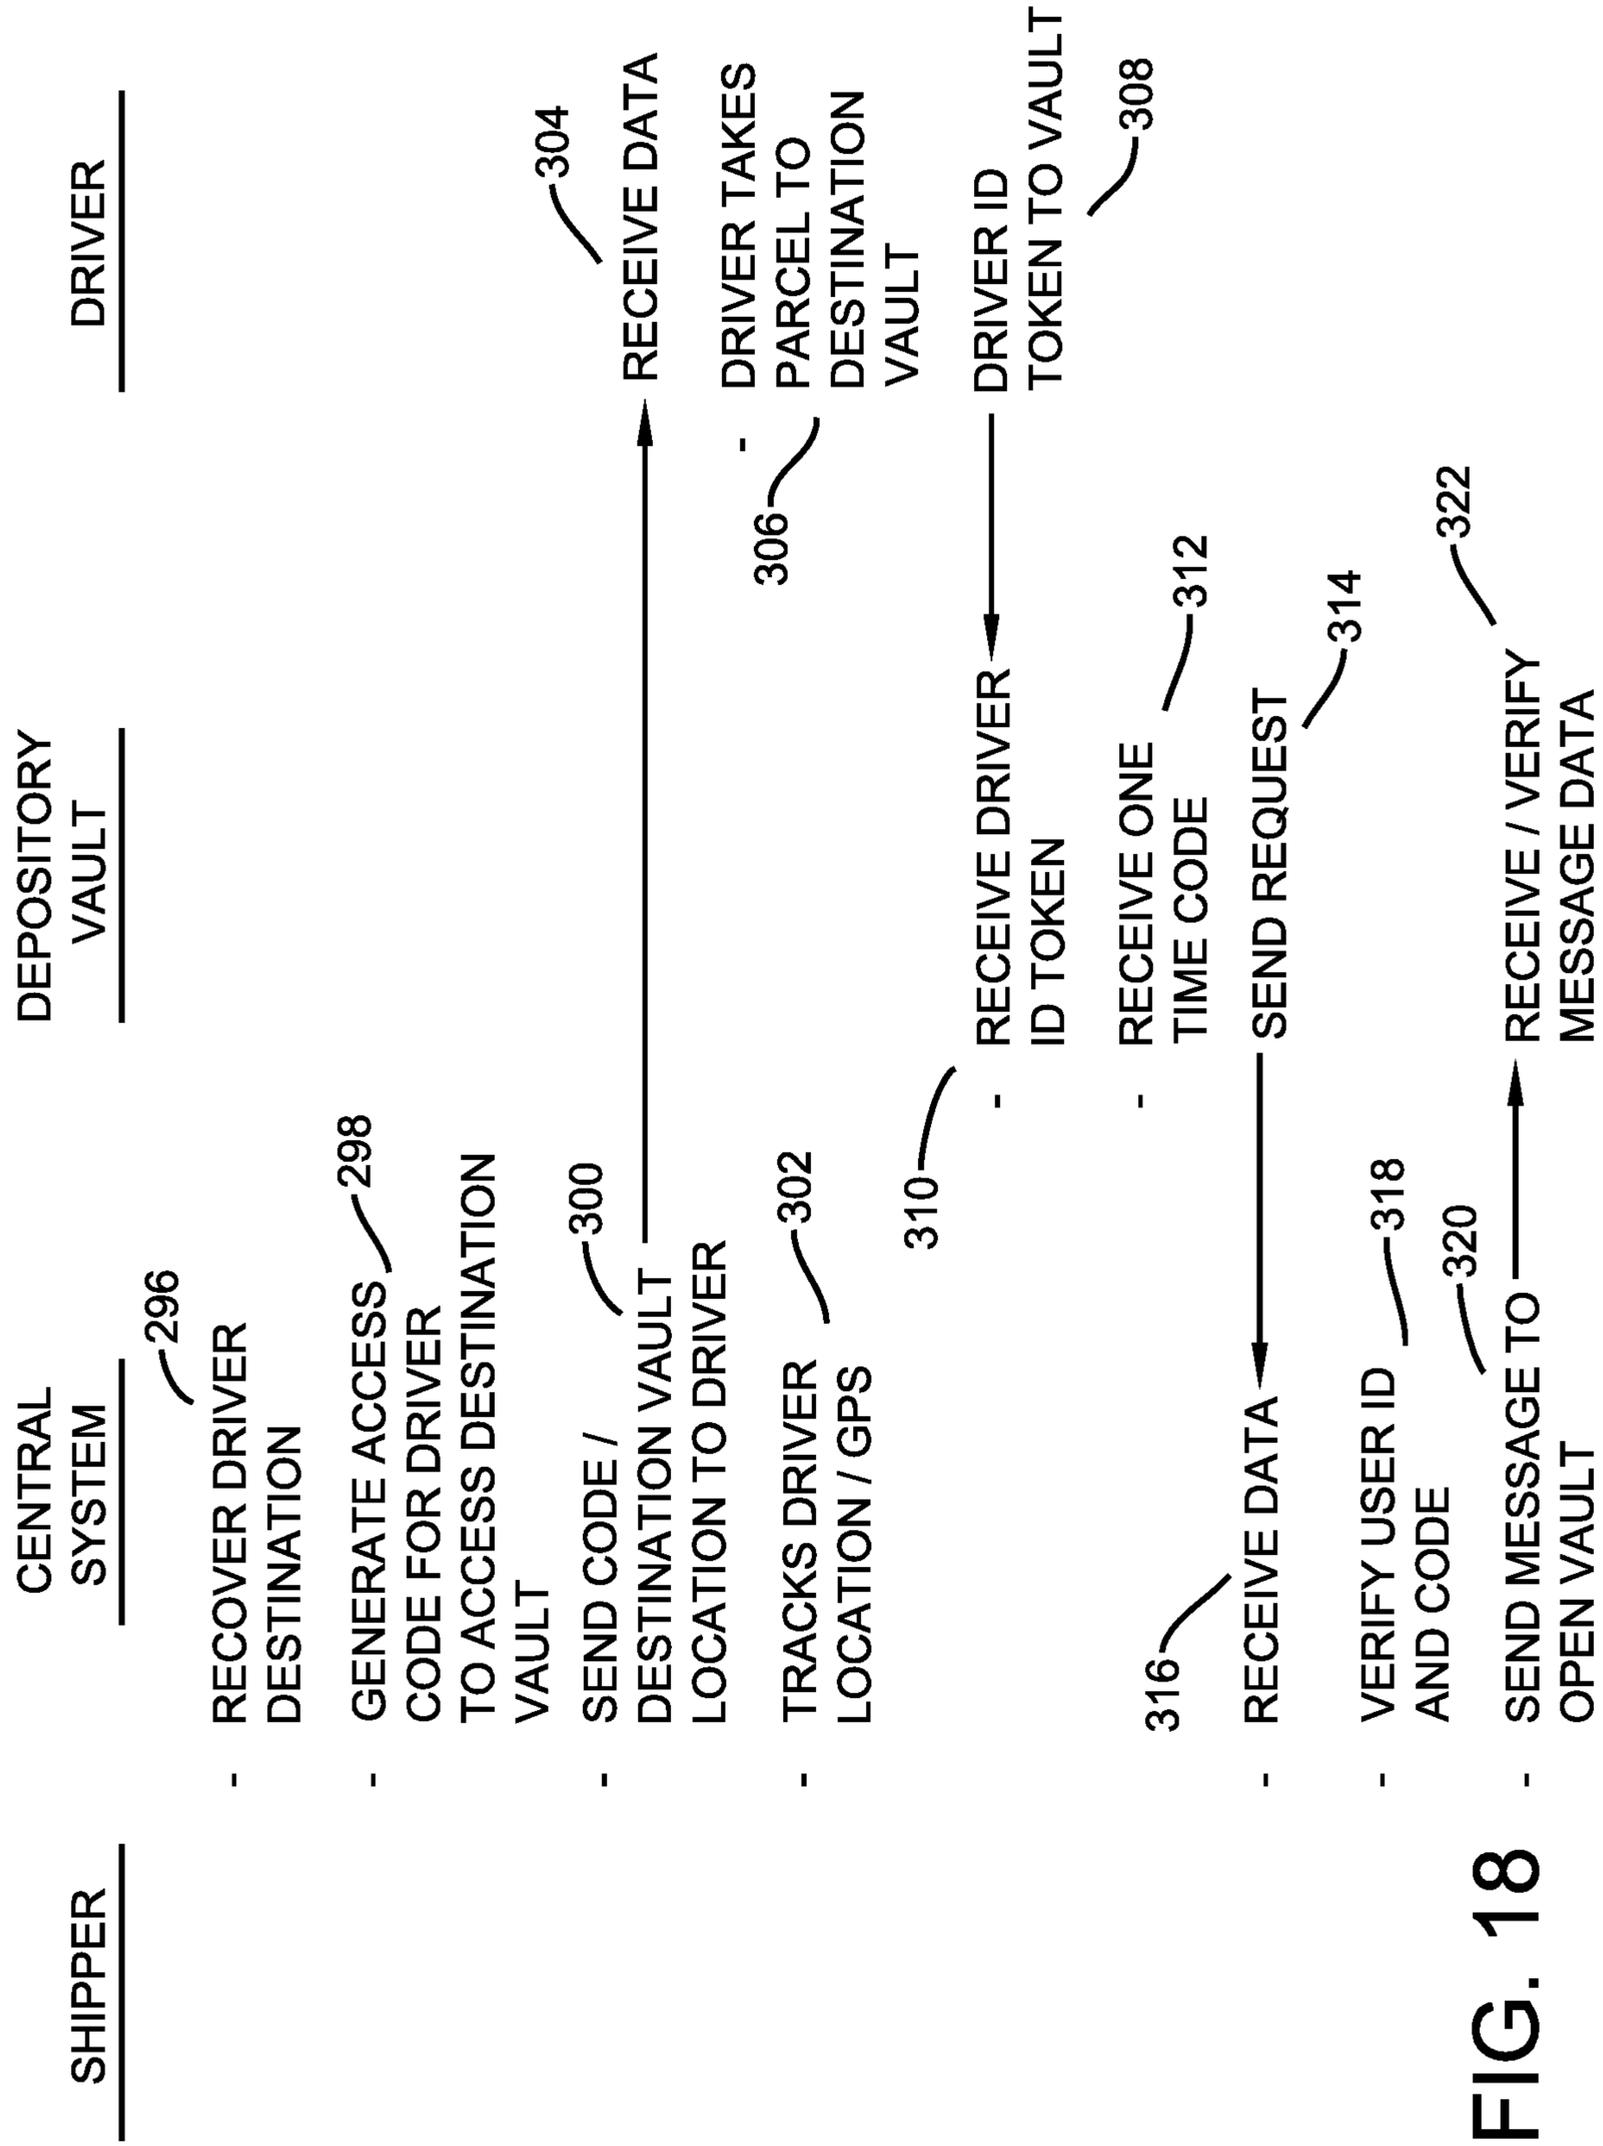 SHIPPER
CENTRAL
SYSTEM
DEPOSITORY
VAULT
DRIVER
296
- RECOVER DRIVER
DESTINATION
298
- GENERATE ACCESS
CODE FOR DRIVER
TO ACCESS DESTINATION
VAULT
300
- SEND CODE /
DESTINATION VAULT
LOCATION TO DRIVER
304
RECEIVE DATA
302
- TRACKS DRIVER
LOCATION / GPS
306
- DRIVER TAKES
PARCEL TO
DESTINATION
VAULT
DRIVER ID
TOKEN TO VAULT
308
310
- RECEIVE DRIVER
ID TOKEN
312
- RECEIVE ONE
TIME CODE
SEND REQUEST
314
316
- RECEIVE DATA
318
- VERIFY USER ID
AND CODE
320
- SEND MESSAGE TO
OPEN VAULT
322
RECEIVE / VERIFY
MESSAGE DATA
FIG. 18